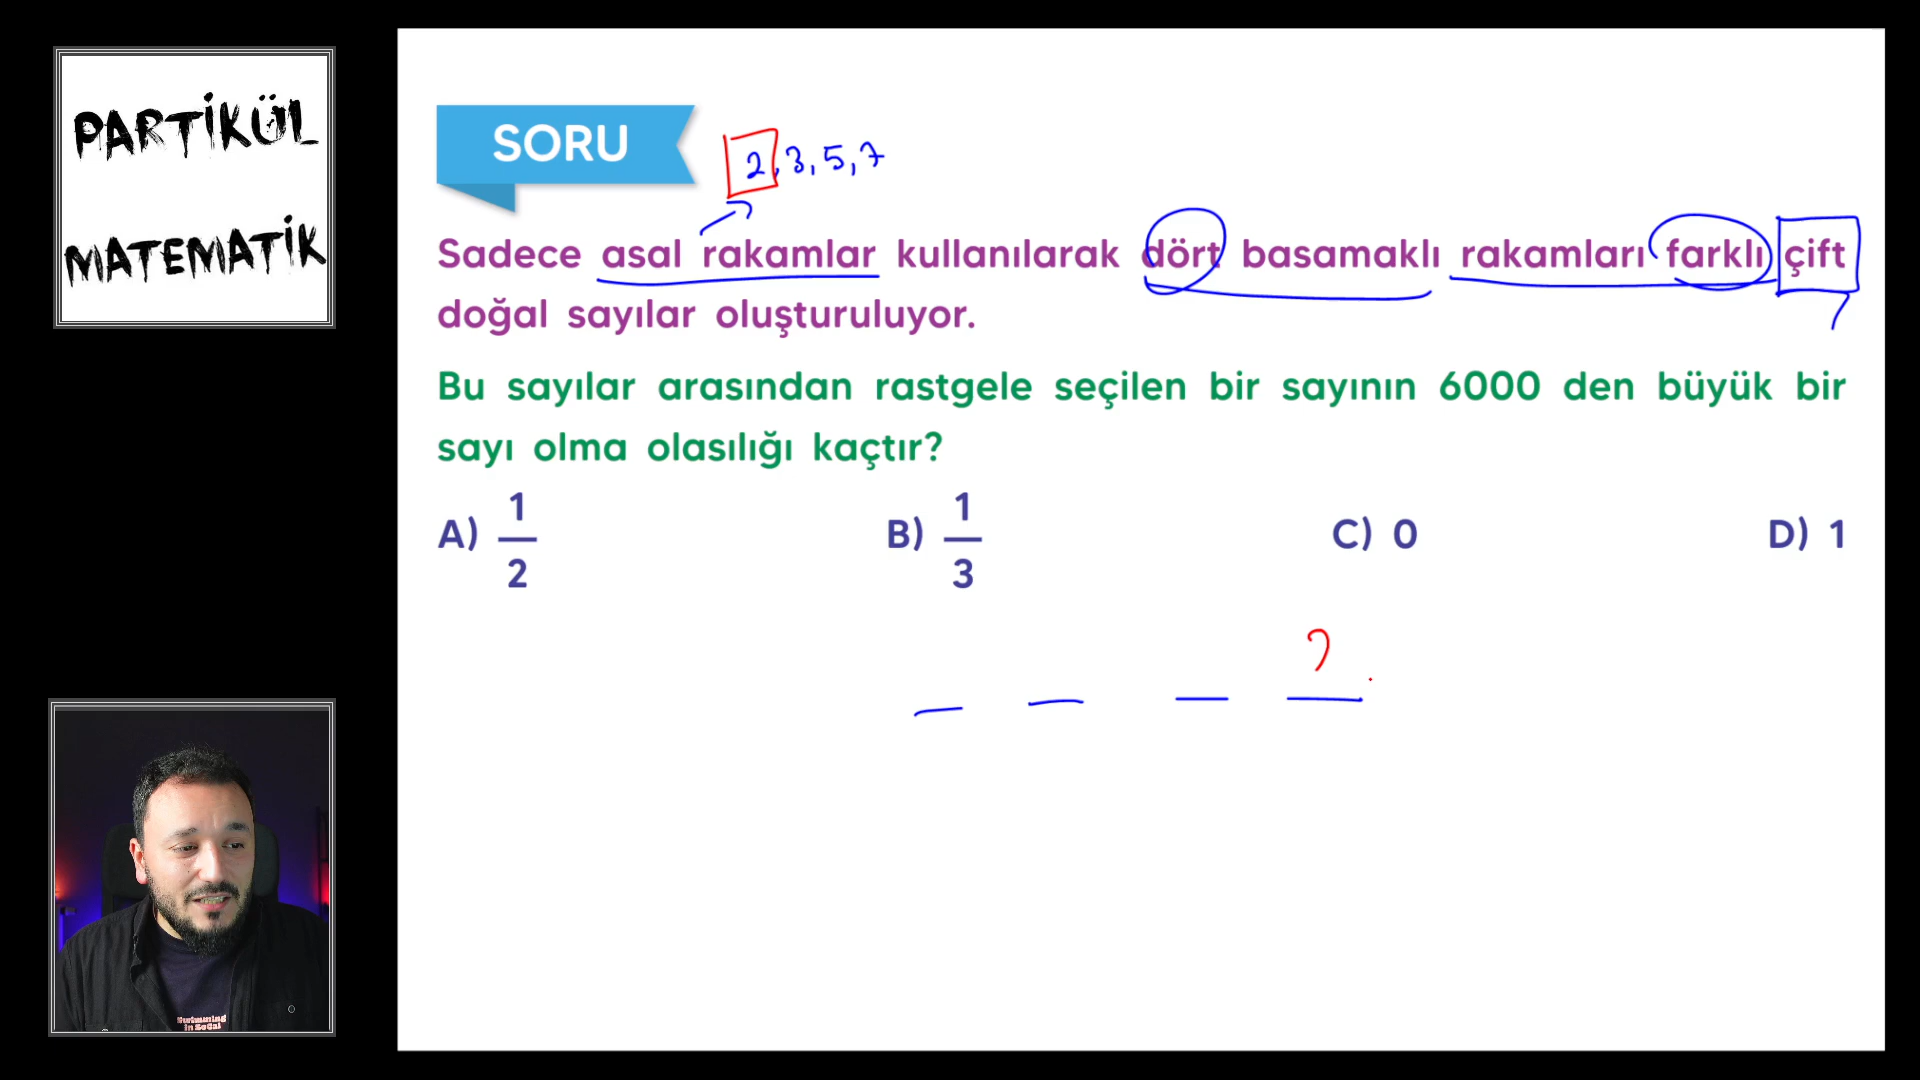 PARTİKÜL
MATEMATİK
SORU
2, 3, 5, 7
Sadece asal rakamlar kullanılarak dört basamaklı rakamları farklı çift
doğal sayılar oluşturuluyor.
Bu sayılar arasından rastgele seçilen bir sayının 6000 den büyük bir
sayı olma olasılığı kaçtır?
A) 1/2 B) 1/3 C) 0 D) 1